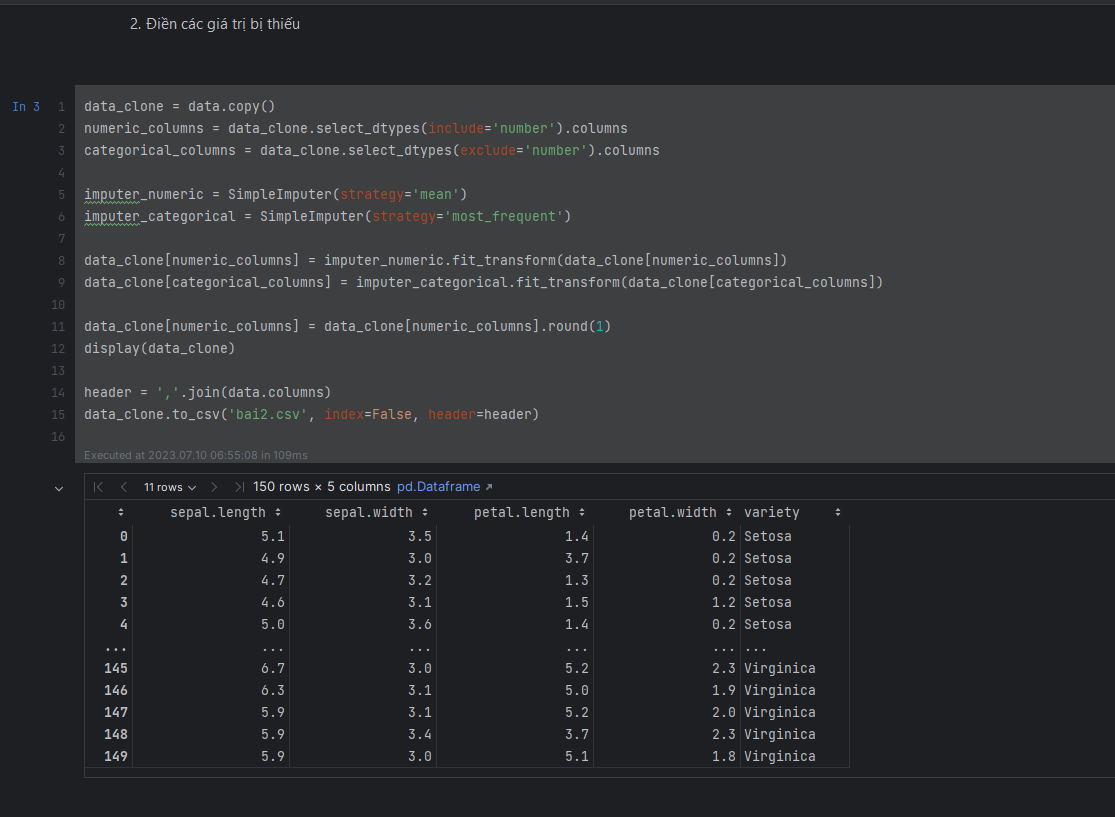 2. Điền các giá trị bị thiếu
In 3
1 data_clone = data.copy()
2 numeric_columns = data_clone.select_dtypes(include='number').columns
3 categorical_columns = data_clone.select_dtypes(exclude='number').columns
4
5 imputer_numeric = SimpleImputer(strategy='mean')
6 imputer_categorical = SimpleImputer(strategy='most_frequent')
7
8 data_clone[numeric_columns] = imputer_numeric.fit_transform(data_clone[numeric_columns])
9 data_clone[categorical_columns] = imputer_categorical.fit_transform(data_clone[categorical_columns])
10
11 data_clone[numeric_columns] = data_clone[numeric_columns].round(1)
12 display(data_clone)
13
14 header = ','.join(data.columns)
15 data_clone.to_csv('bai2.csv', index=False, header=header)
16
Executed at 2023.07.10 06:55:08 in 109ms
11 rows 150 rows × 5 columns pd.Dataframe
sepal.length sepal.width petal.length petal.width variety
0 5.1 3.5 1.4 0.2 Setosa
1 4.9 3.0 3.7 0.2 Setosa
2 4.7 3.2 1.3 0.2 Setosa
3 4.6 3.1 1.5 1.2 Setosa
4 5.0 3.6 1.4 0.2 Setosa
... ... ... ... ... ...
145 6.7 3.0 5.2 2.3 Virginica
146 6.3 3.1 5.0 1.9 Virginica
147 5.9 3.1 5.2 2.0 Virginica
148 5.9 3.4 3.7 2.3 Virginica
149 5.9 3.0 5.1 1.8 Virginica